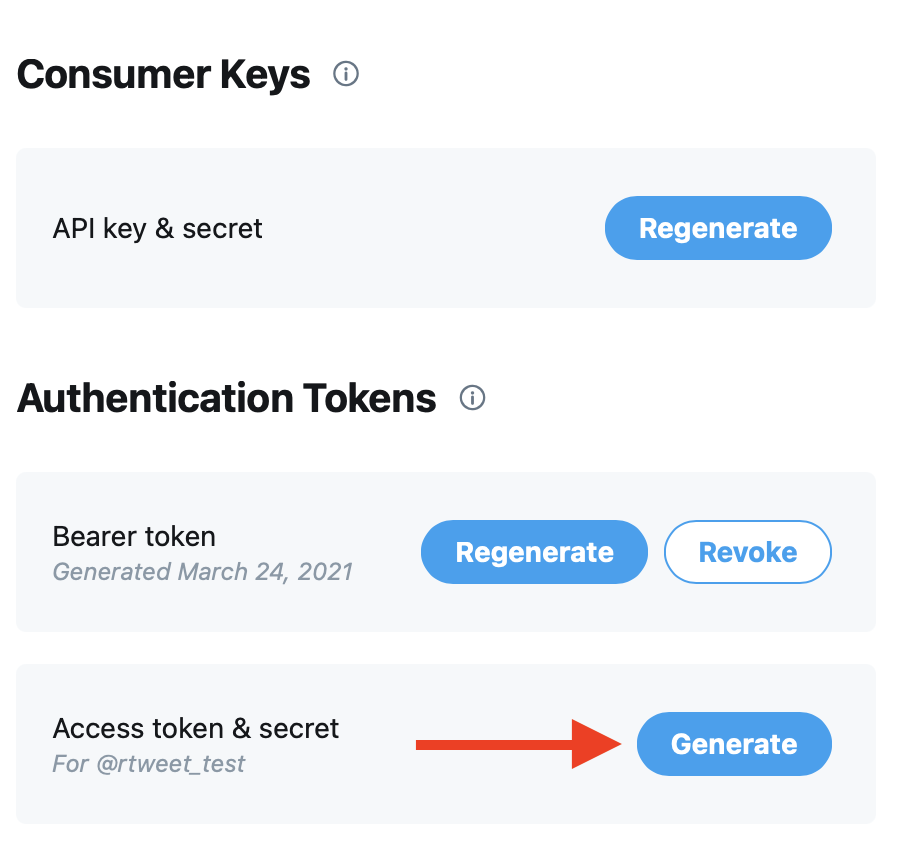 Consumer Keys
API key & secret
Regenerate
Authentication Tokens
Bearer token
Generated March 24, 2021
Regenerate
Revoke
Access token & secret
For @rtweet_test
Generate